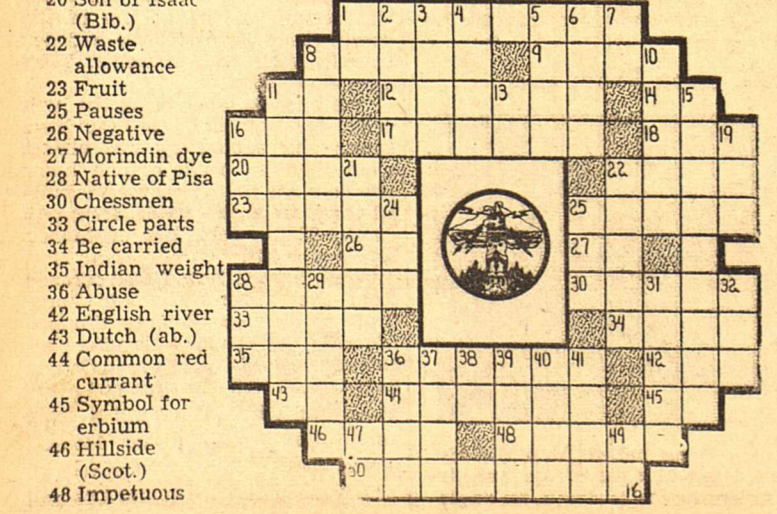 20 Son of Isaac
(Bib.)
22 Waste
allowance
23 Fruit
25 Pauses
26 Negative
27 Morindin dye
28 Native of Pisa
30 Chessmen
33 Circle parts
34 Be carried
35 Indian weight
36 Abuse
42 English river
43 Dutch (ab.)
44 Common red
currant
45 Symbol for
erbium
46 Hillside
(Scot.)
48 Impetuous
1 2 3 4 5 6 7
8 9 10
11 12 13 14 15
16 17 18 19
20 21 22
23 24 25
26 27
28 29 30 31 32
33 34
35 36 37 38 39 40 41 42
43 44 45
46 47 48 49
50
16